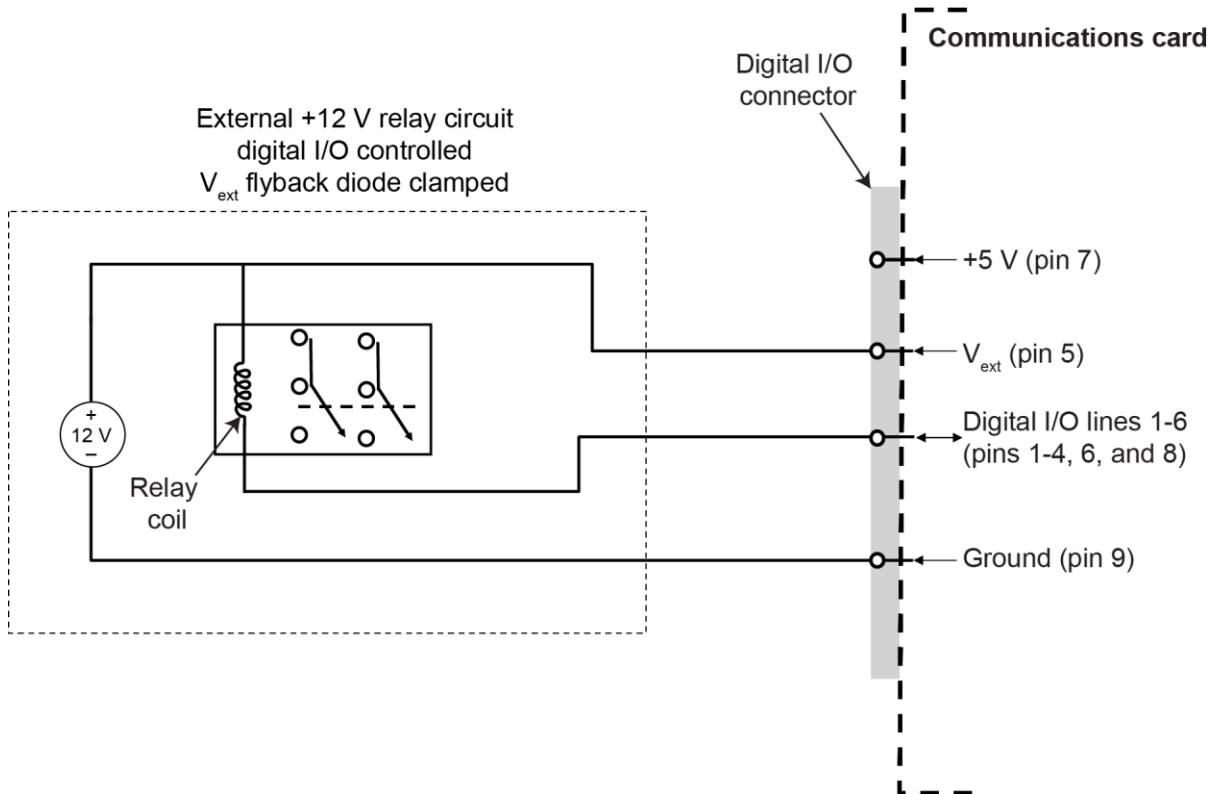 Communications card
Digital I/O
connector
External +12 V relay circuit
digital I/O controlled
Vext flyback diode clamped
+5 V (pin 7)
Vext (pin 5)
Digital I/O lines 1-6
(pins 1-4, 6, and 8)
+
12 V
–
Relay
coil
Ground (pin 9)